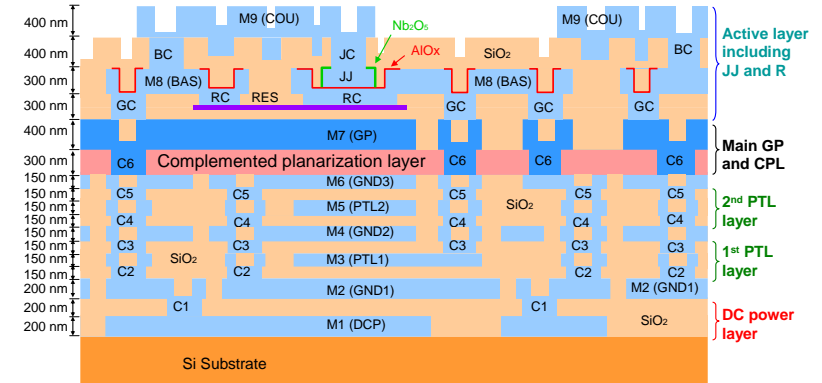 400 nm
M9 (COU)
Nb₂O₅
M9 (COU)
Active layer
including
JJ and R
400 nm
BC
JC
AlOx
SiO₂
BC
300 nm
M8 (BAS)
JJ
M8 (BAS)
300 nm
GC
RC
RES
RC
GC
GC
GC
400 nm
M7 (GP)
Main GP
and CPL
300 nm
C6
Complemented planarization layer
C6
C6
C6
150 nm
M6 (GND3)
150 nm
C5
C5
C5
C5
C5
2nd PTL
layer
150 nm
M5 (PTL2)
SiO₂
150 nm
C4
C4
C4
C4
C4
150 nm
M4 (GND2)
150 nm
C3
C3
C3
C3
C3
1st PTL
layer
150 nm
SiO₂
M3 (PTL1)
150 nm
C2
C2
C2
C2
200 nm
M2 (GND1)
M2 (GND1)
200 nm
C1
C1
DC power
layer
200 nm
M1 (DCP)
SiO₂
Si Substrate